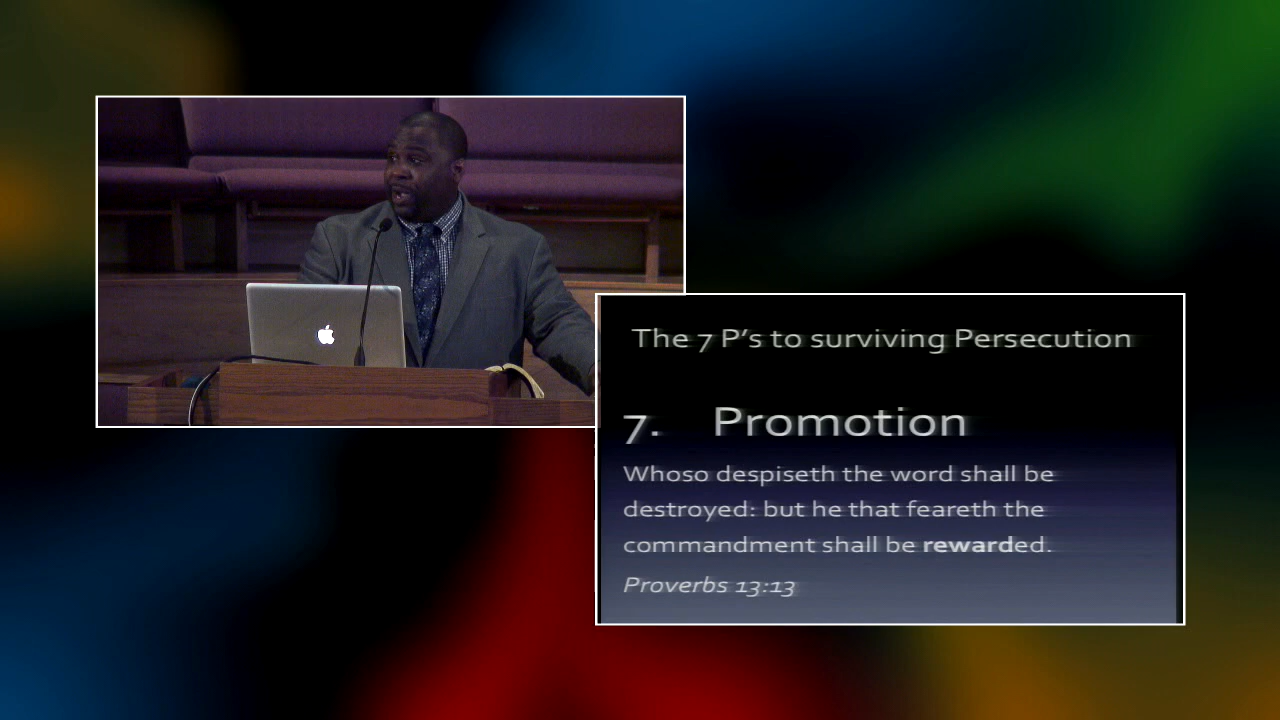 The 7 P's to surviving Persecution
7. Promotion
Whoso despiseth the word shall be
destroyed: but he that feareth the
commandment shall be rewarded.
Proverbs 13:13